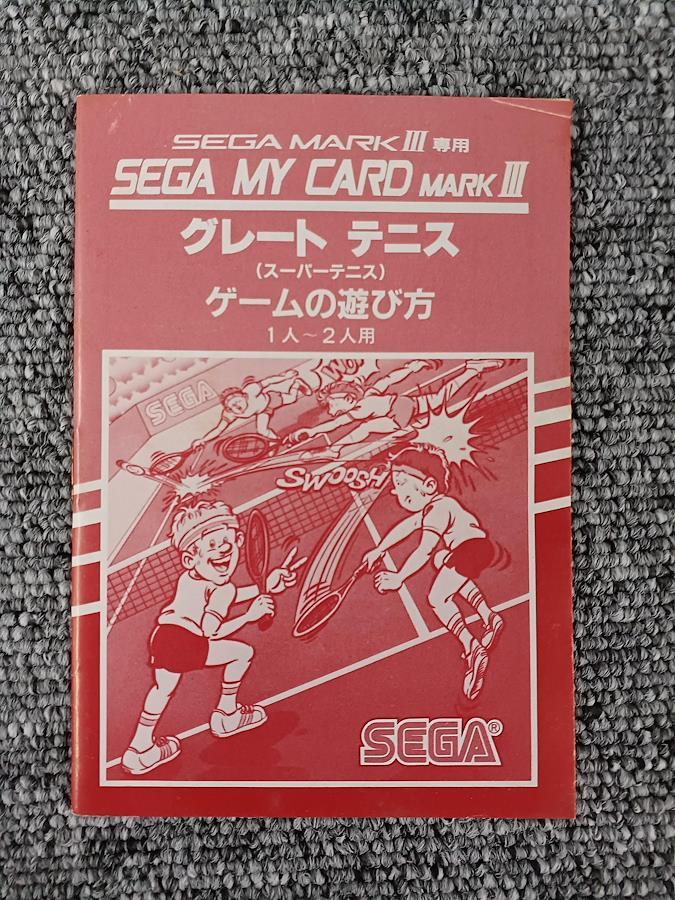 SEGA MARK III 専用
SEGA MY CARD MARK III
グレート テニス
(スーパーテニス)
ゲームの遊び方
1人～2人用
SEGA
WOM
SWOOOSH
SEGA®